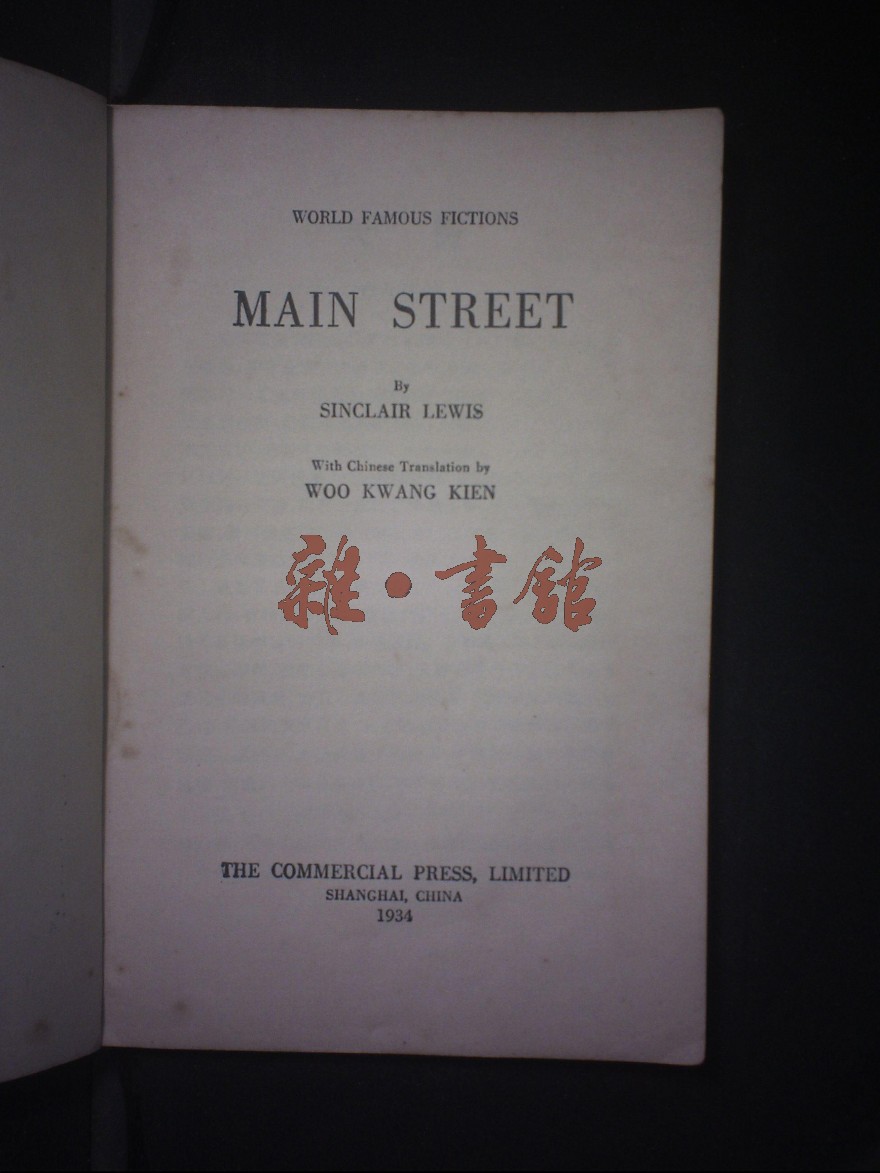 WORLD FAMOUS FICTIONS
MAIN STREET
By
SINCLAIR LEWIS
With Chinese Translation by
WOO KWANG KIEN
雜·書館
THE COMMERCIAL PRESS, LIMITED
SHANGHAI, CHINA
1934